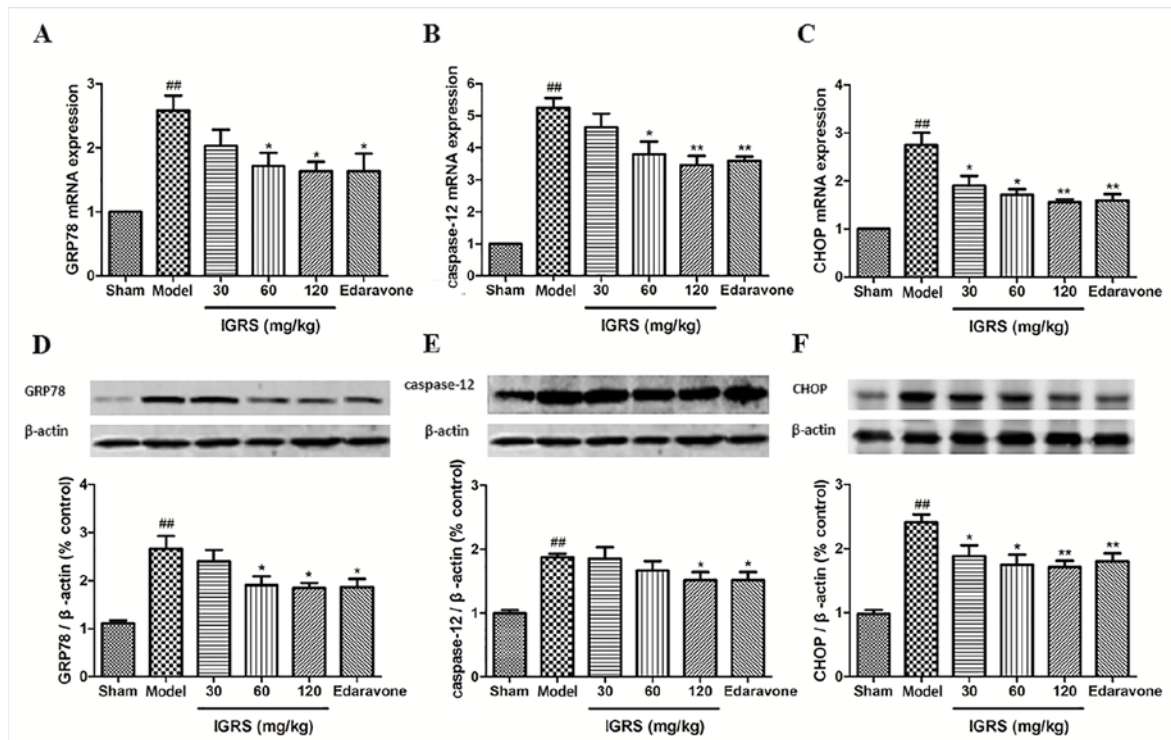 A
GRP78 mRNA expression
3
2
1
0
##
*
*
*
Sham Model 30 60 120 Edaravone
IGRS (mg/kg)
B
caspase-12 mRNA expression
6
5
4
3
2
1
0
##
*
**
**
Sham Model 30 60 120 Edaravone
IGRS (mg/kg)
C
CHOP mRNA expression
4
3
2
1
0
##
*
*
**
**
Sham Model 30 60 120 Edaravone
IGRS (mg/kg)
D
GRP78
β-actin
GRP78 / β -actin (% control)
4
3
2
1
0
##
*
*
*
Sham Model 30 60 120 Edaravone
IGRS (mg/kg)
E
caspase-12
β-actin
caspase-12 / β -actin (% control)
3
2
1
0
##
*
*
Sham Model 30 60 120 Edaravone
IGRS (mg/kg)
F
CHOP
β-actin
CHOP / β -actin (% control)
3
2
1
0
##
*
*
**
**
Sham Model 30 60 120 Edaravone
IGRS (mg/kg)